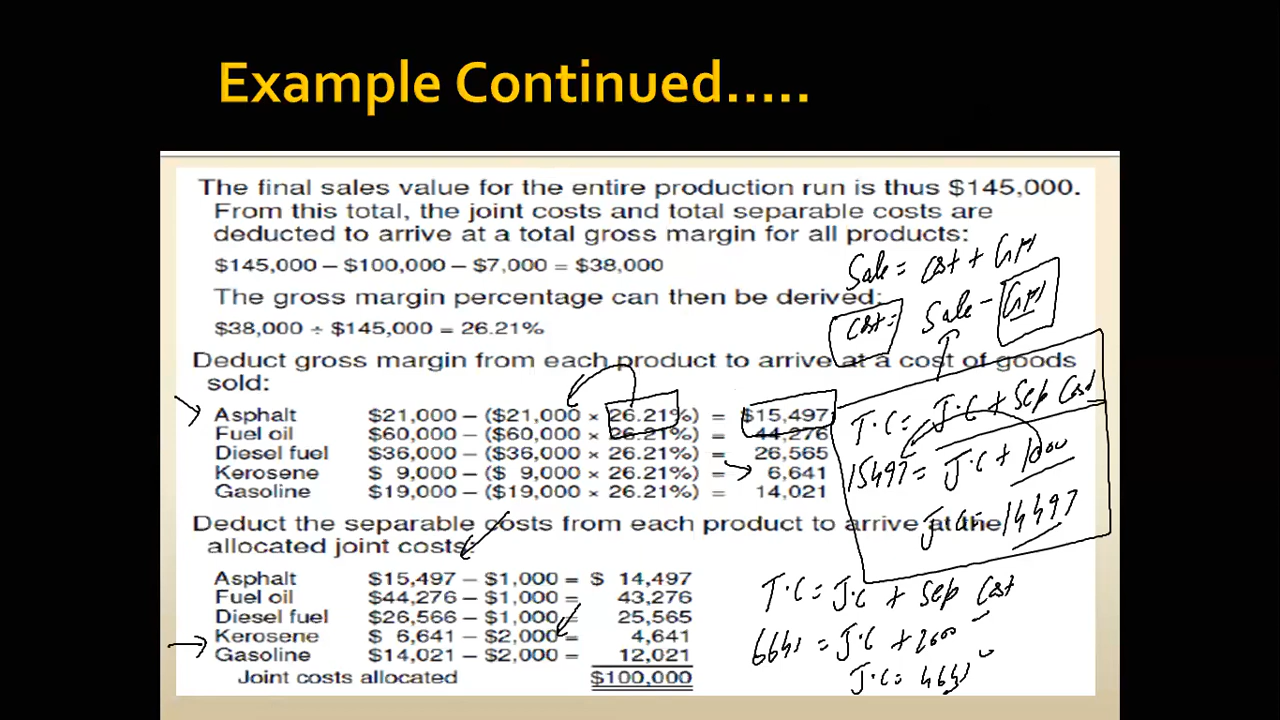 Example Continued.....
The final sales value for the entire production run is thus $145,000.
From this total, the joint costs and total separable costs are
deducted to arrive at a total gross margin for all products:
$145,000 – $100,000 – $7,000 = $38,000
The gross margin percentage can then be derived:
$38,000 ÷ $145,000 = 26.21%
Deduct gross margin from each product to arrive at a cost of goods
sold:
Asphalt $21,000 – ($21,000 × 26.21%) = $15,497
Fuel oil $60,000 – ($60,000 × 26.21%) = 44,276
Diesel fuel $36,000 – ($36,000 × 26.21%) = 26,565
Kerosene $ 9,000 – ($ 9,000 × 26.21%) = 6,641
Gasoline $19,000 – ($19,000 × 26.21%) = 14,021
Deduct the separable costs from each product to arrive at the
allocated joint costs:
Asphalt $15,497 – $1,000 = $ 14,497
Fuel oil $44,276 – $1,000 = 43,276
Diesel fuel $26,566 – $1,000 = 25,565
Kerosene $ 6,641 – $2,000 = 4,641
Gasoline $14,021 – $2,000 = 12,021
Joint costs allocated $100,000
Sale = Cost + GM
Cost = Sale – GM
T.C = J.C + Sep Cost
15497 = J.C + 1000
J.C = 14497
T.C = J.C + Sep Cost
6641 = J.C + 2000
J.C = 4641